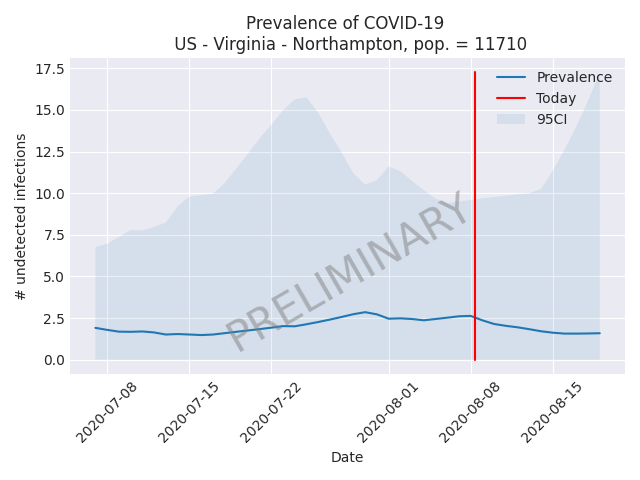 Prevalence of COVID-19
US - Virginia - Northampton, pop. = 11710
17.5
15.0
12.5
10.0
7.5
5.0
2.5
0.0
# undetected infections
Prevalence
Today
95CI
PRELIMINARY
2020-07-08
2020-07-15
2020-07-22
2020-08-01
2020-08-08
2020-08-15
Date